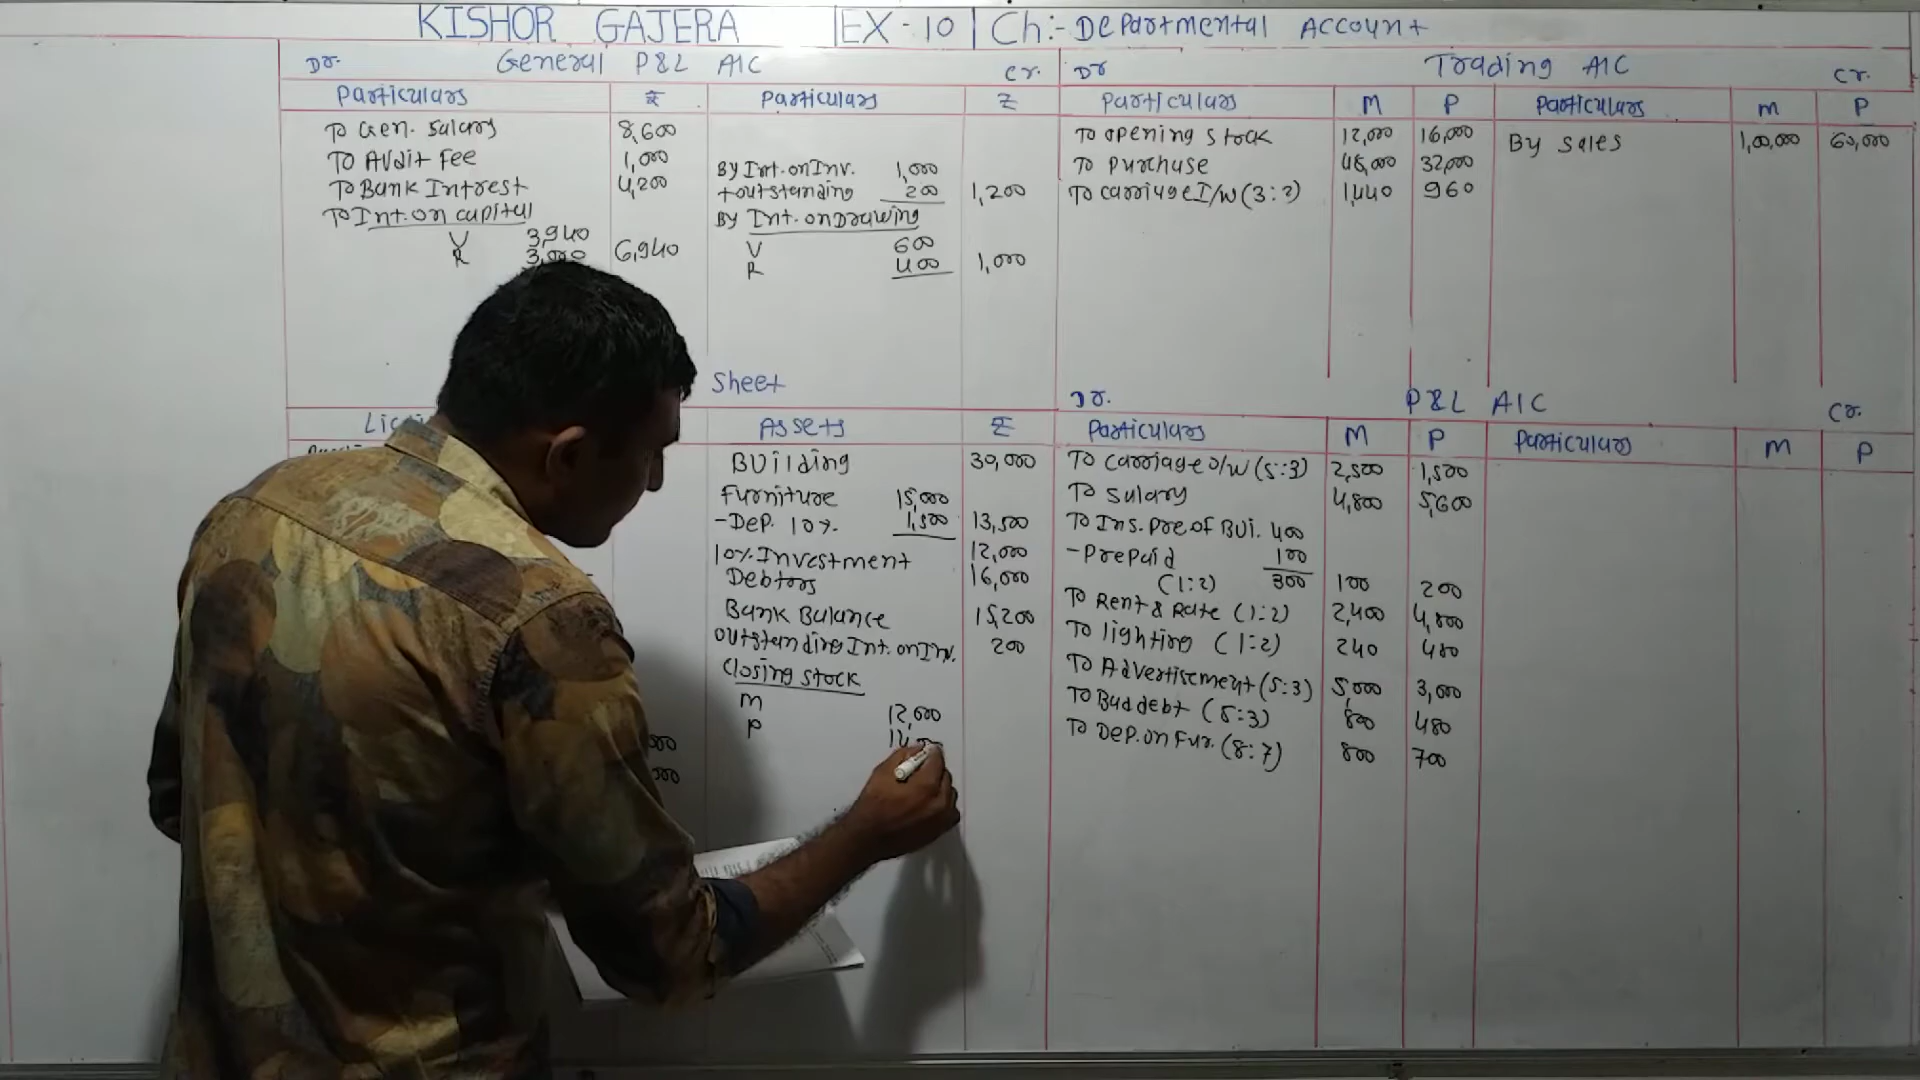 KISHOR GAJERA EX-10 Ch:- Departmental Account
Dr. General P&L A/C Cr.
Particulars ₹ Particulars ₹
To Gen. Salary 8,600
To Audit Fee 1,000
To Bank Intrest 4,200
To Int. on capital
V 3,940
R 3,000 6,940
By Int. on Inv. 1,000
+outstanding 200 1,200
By Int. on Drawing
V 600
R 400 1,000
Dr Trading A/C Cr.
Particulars M P Particulars M P
To opening stock 12,000 16,000 By Sales 1,00,000 60,000
To Purchase 48,000 32,000
To carriage I/W (3:2) 1,440 960
Sheet
Assets ₹
Building 30,000
Furniture 15,000
-Dep. 10%. 1,500 13,500
10%. Investment 12,000
Debtors 16,000
Bank Balance 15,200
Outstanding Int. on Inv. 200
Closing Stock
M 12,000
P
Dr. P&L A/C Cr.
Particulars M P Particulars M P
To carriage O/W (5:3) 2,500 1,500
To Salary 4,800 5,600
To Ins. Pre. of BUi. 400
-Prepaid 100
(1:2) 300 100 200
To Rent & Rate (1:2) 2,400 4,800
To lighting (1:2) 240 480
To Advertisement (5:3) 5,000 3,000
To Bad debt (5:3) 800 480
To Dep. on Fur. (8:7) 800 700